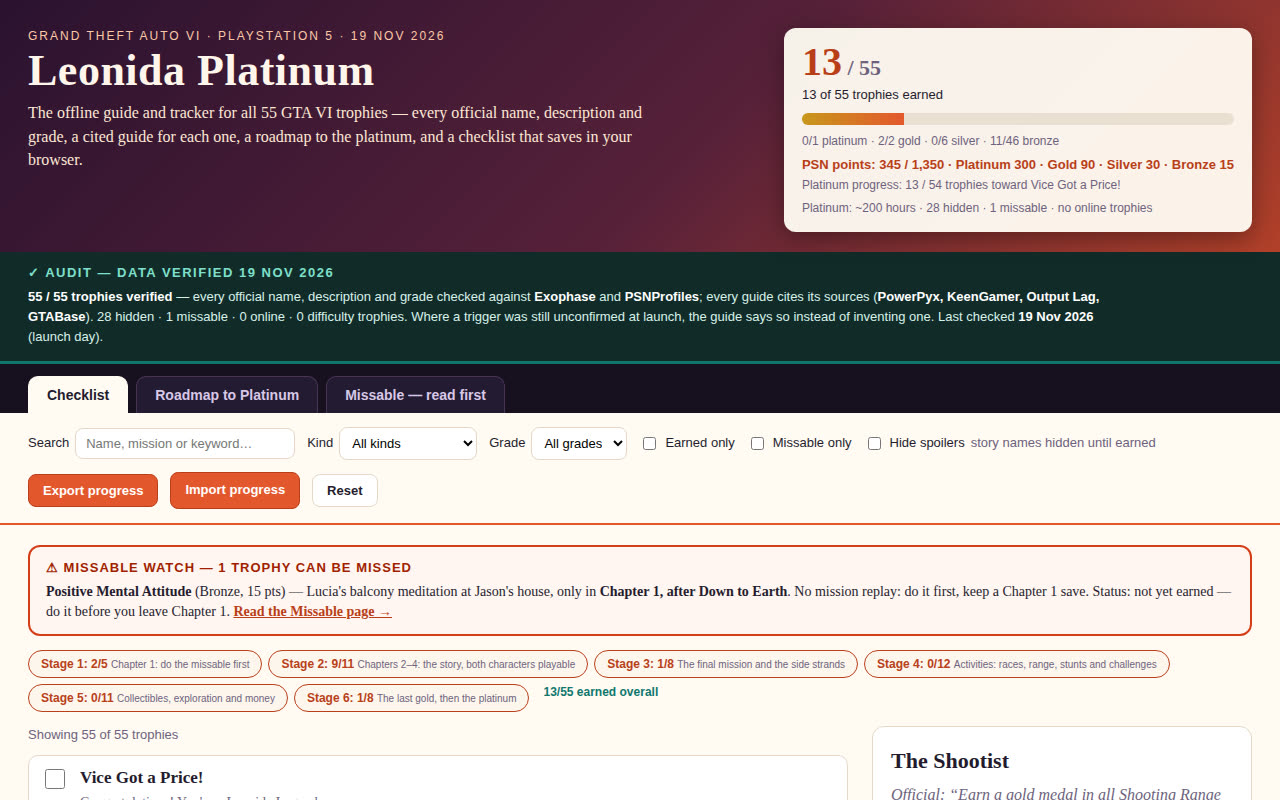 GRAND THEFT AUTO VI · PLAYSTATION 5 · 19 NOV 2026
Leonida Platinum
The offline guide and tracker for all 55 GTA VI trophies — every official name, description and
grade, a cited guide for each one, a roadmap to the platinum, and a checklist that saves in your
browser.
13 / 55
13 of 55 trophies earned
0/1 platinum · 2/2 gold · 0/6 silver · 11/46 bronze
PSN points: 345 / 1,350 · Platinum 300 · Gold 90 · Silver 30 · Bronze 15
Platinum progress: 13 / 54 trophies toward Vice Got a Price!
Platinum: ~200 hours · 28 hidden · 1 missable · no online trophies
✓ AUDIT — DATA VERIFIED 19 NOV 2026
55 / 55 trophies verified — every official name, description and grade checked against Exophase and PSNProfiles; every guide cites its sources (PowerPyx, KeenGamer, Output Lag,
GTABase). 28 hidden · 1 missable · 0 online · 0 difficulty trophies. Where a trigger was still unconfirmed at launch, the guide says so instead of inventing one. Last checked 19 Nov 2026
(launch day).
Checklist
Roadmap to Platinum
Missable — read first
Search
Name, mission or keyword…
Kind
All kinds
Grade
All grades
Earned only
Missable only
Hide spoilers story names hidden until earned
Export progress
Import progress
Reset
⚠ MISSABLE WATCH — 1 TROPHY CAN BE MISSED
Positive Mental Attitude (Bronze, 15 pts) — Lucia's balcony meditation at Jason's house, only in Chapter 1, after Down to Earth. No mission replay: do it first, keep a Chapter 1 save. Status: not yet earned —
do it before you leave Chapter 1. Read the Missable page →
Stage 1: 2/5 Chapter 1: do the missable first
Stage 2: 9/11 Chapters 2–4: the story, both characters playable
Stage 3: 1/8 The final mission and the side strands
Stage 4: 0/12 Activities: races, range, stunts and challenges
Stage 5: 0/11 Collectibles, exploration and money
Stage 6: 1/8 The last gold, then the platinum
13/55 earned overall
Showing 55 of 55 trophies
Vice Got a Price!
The Shootist
Official: “Earn a gold medal in all Shooting Range